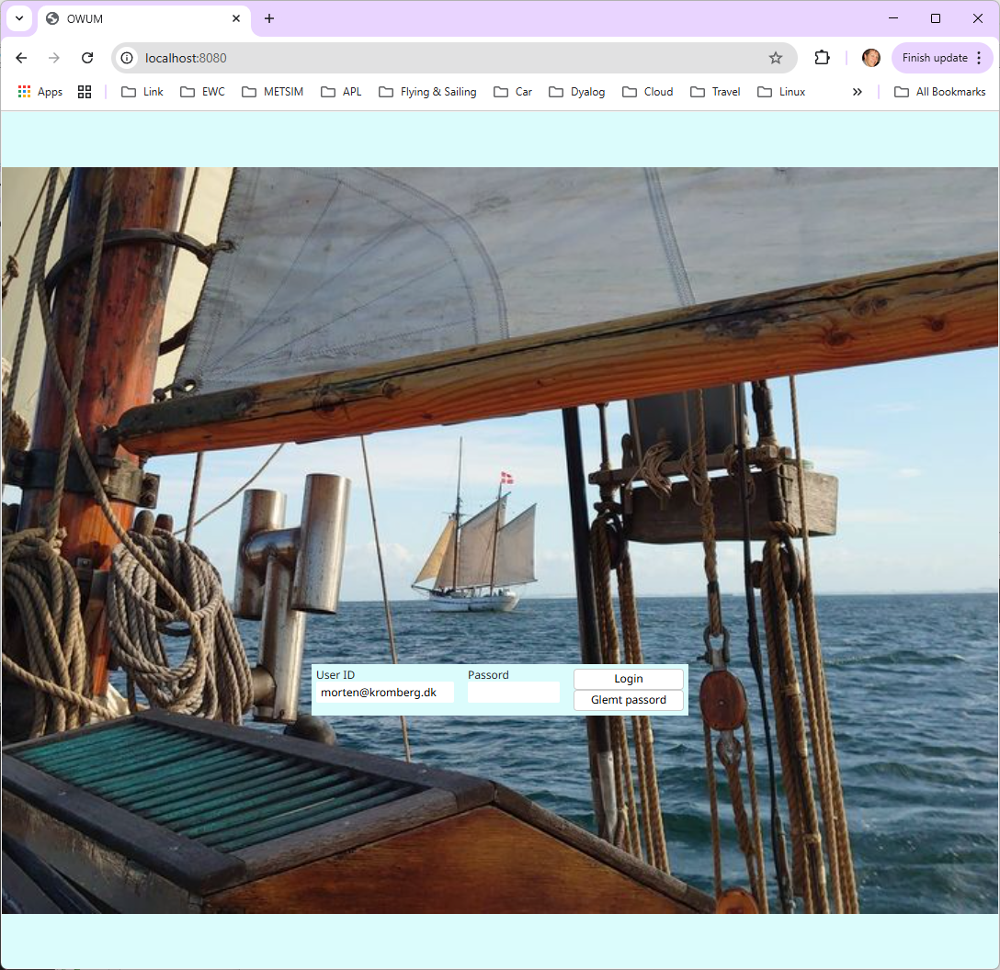 OWUM
localhost:8080
Finish update
Apps
Link
EWC
METSIM
APL
Flying & Sailing
Car
Dyalog
Cloud
Travel
Linux
All Bookmarks
User ID
Passord
Login
morten@kromberg.dk
Glemt passord